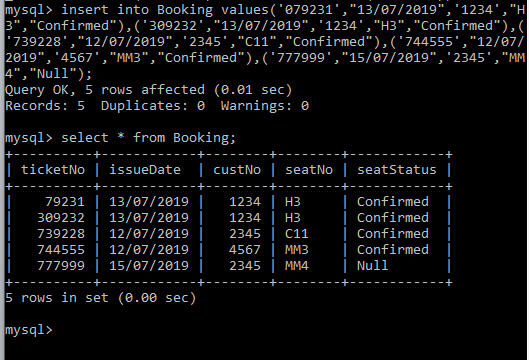 mysql> insert into Booking values('079231',"13/07/2019",'1234',"H
3","Confirmed"),('309232',"13/07/2019",'1234',"H3","Confirmed"),(
'739228',"12/07/2019",'2345',"C11","Confirmed"),('744555',"12/07/
2019",'4567',"MM3","Confirmed"),('777999',"15/07/2019",'2345',"MM
4","Null");
Query OK, 5 rows affected (0.01 sec)
Records: 5  Duplicates: 0  Warnings: 0
mysql> select * from Booking;
+----------+------------+--------+--------+------------+
| ticketNo | issueDate  | custNo | seatNo | seatStatus |
+----------+------------+--------+--------+------------+
|    79231 | 13/07/2019 |   1234 | H3     | Confirmed  |
|   309232 | 13/07/2019 |   1234 | H3     | Confirmed  |
|   739228 | 12/07/2019 |   2345 | C11    | Confirmed  |
|   744555 | 12/07/2019 |   4567 | MM3    | Confirmed  |
|   777999 | 15/07/2019 |   2345 | MM4    | Null       |
+----------+------------+--------+--------+------------+
5 rows in set (0.00 sec)
mysql>